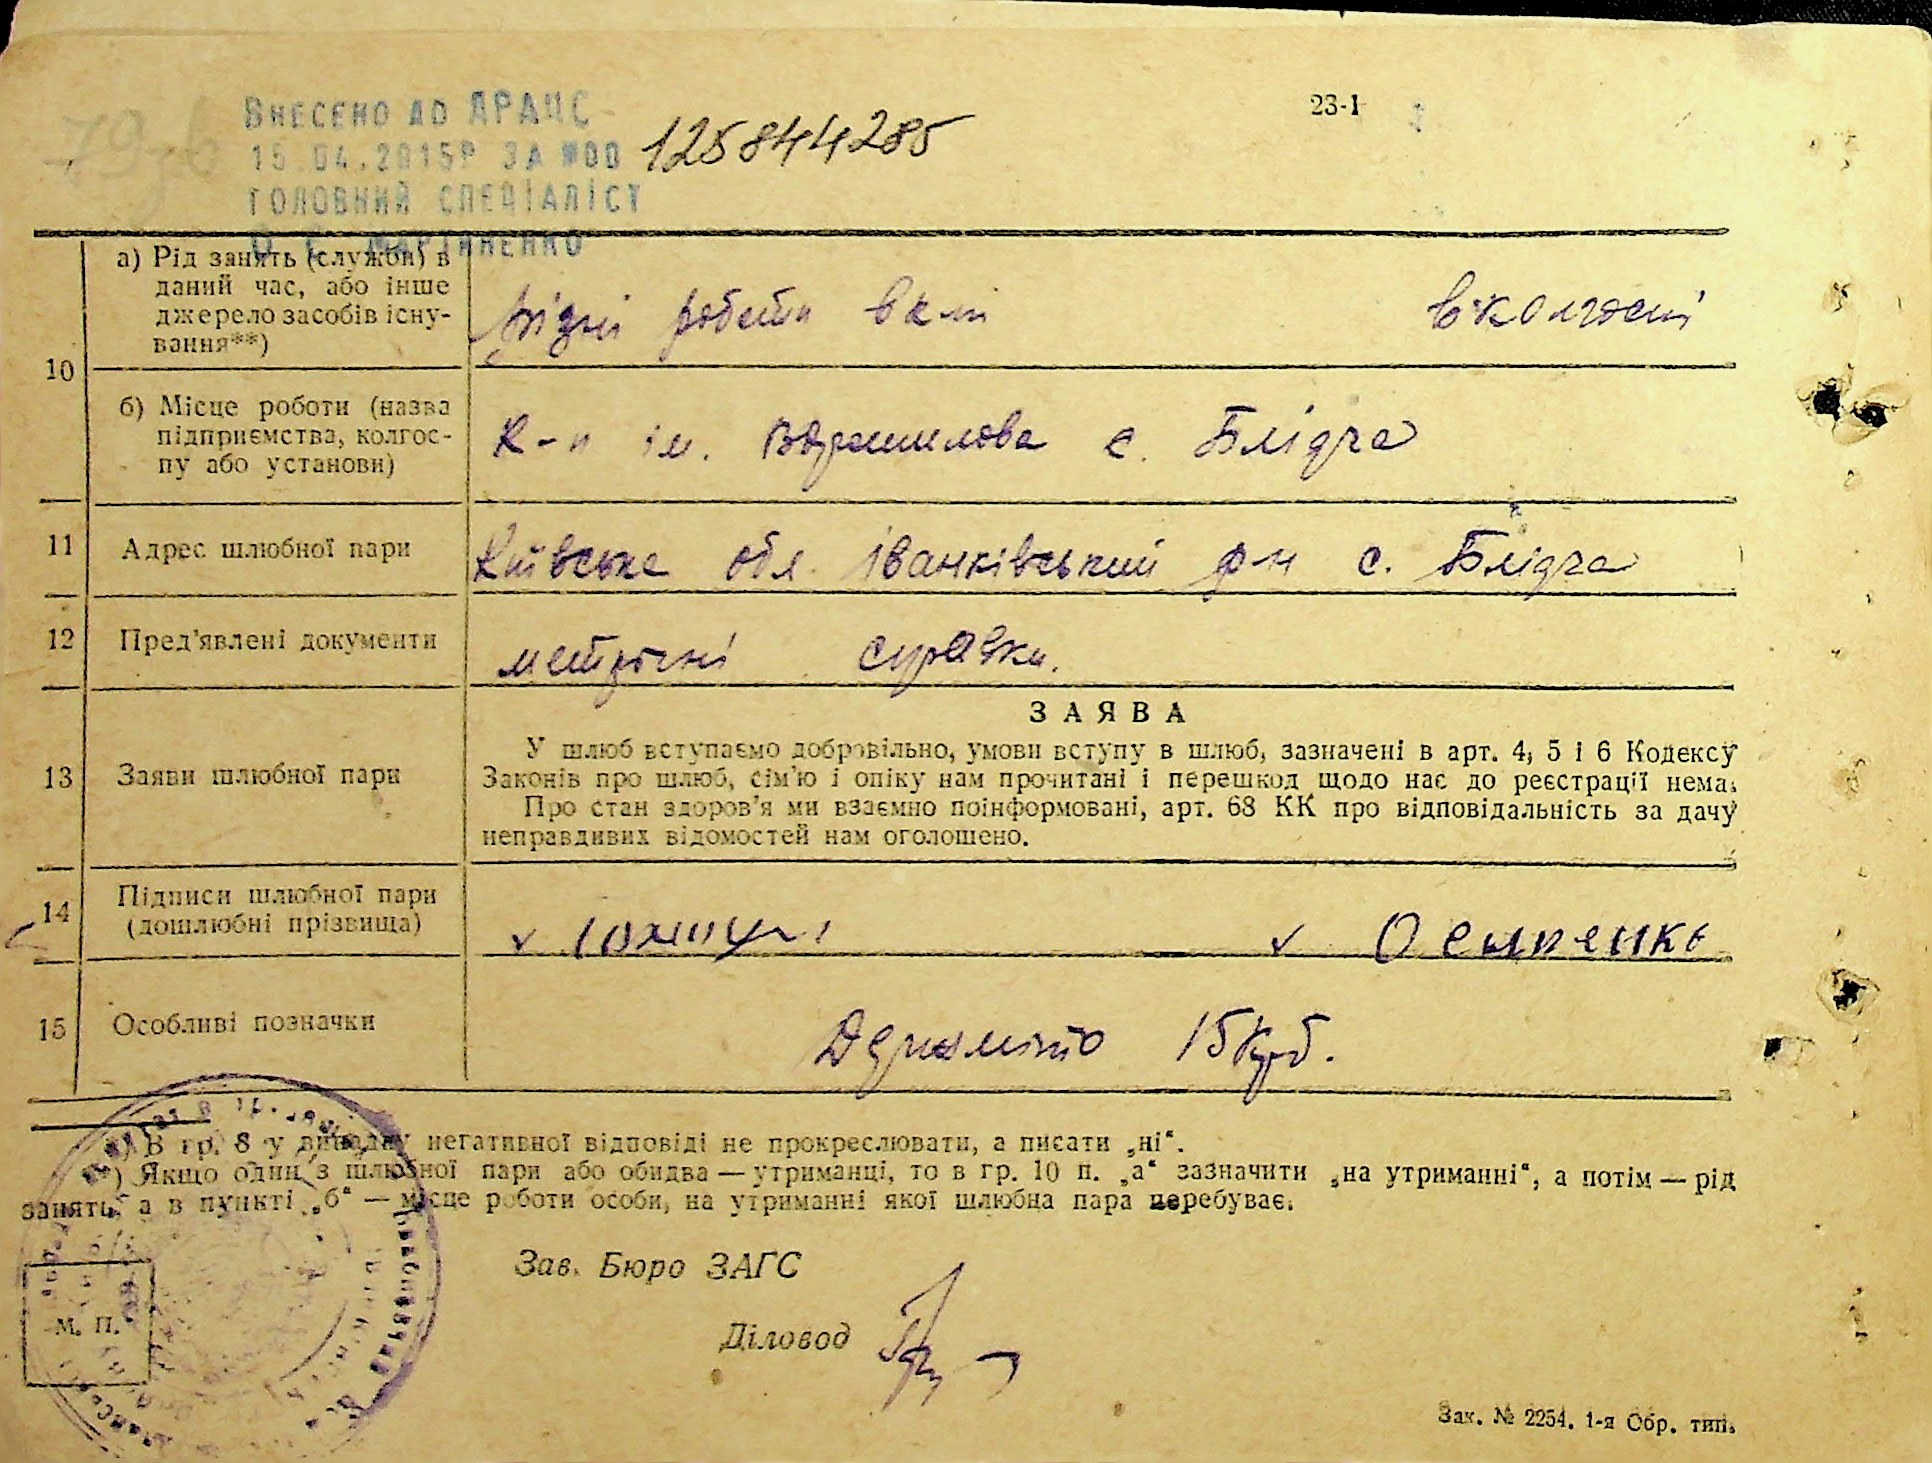 Внесено до ДРАЦС
15.04.2015р за №00 125844285
головний спеціаліст
Мартиненко
23-1
10
а) Рід занять (служби) в
даний час, або інше
джерело засобів існу-
вання**)
різні роботи в к-пі в колгоспі
б) Місце роботи (назва
підприємства, колгос-
пу або установи)
к-п ім. Ворошилова с. Блідча
11 Адрес шлюбної пари Київська обл. Іванківський р-н с. Блідча
12 Пред'явлені документи метричні справки.
13 Заяви шлюбної пари
ЗАЯВА
У шлюб вступаємо добровільно, умови вступу в шлюб, зазначені в арт. 4, 5 і 6 Кодексу
Законів про шлюб, сім'ю і опіку нам прочитані і перешкод щодо нас до реєстрації нема.
Про стан здоров'я ми взаємно поінформовані, арт. 68 КК про відповідальність за дачу
неправдивих відомостей нам оголошено.
14 Підписи шлюбної пари
(дошлюбні прізвища)
v v Осипенко
15 Особливі позначки 15 крб.
*) В гр. 8 у випадку негативної відповіді не прокреслювати, а писати „ні“.
**) Якщо один з шлюбної пари або обидва — утриманці, то в гр. 10 п. „а“ зазначити „на утриманні“, а потім — рід
занять, а в пункті „б“ — місце роботи особи, на утриманні якої шлюбна пара перебуває.
Зав. Бюро ЗАГС
М. П.
Діловод
Зак. № 2254. 1-я Обр. тип.